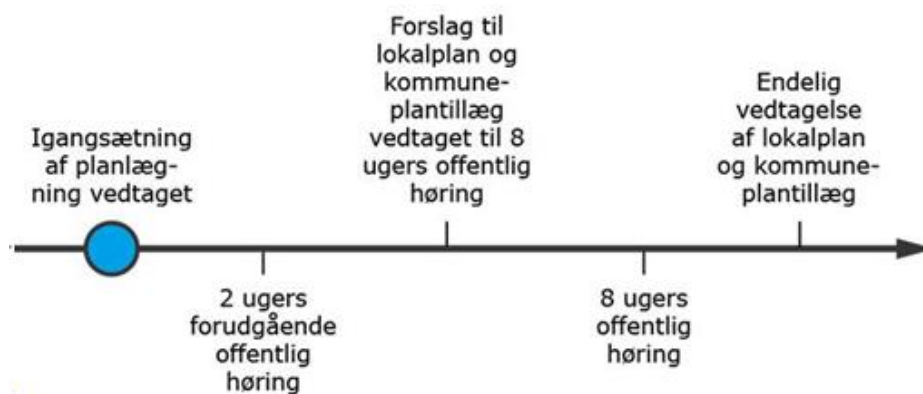 Igangsætning
af planlæg-
ning vedtaget
2 ugers
forudgående
offentlig
høring
Forslag til
lokalplan og
kommune-
plantillæg
vedtaget til 8
ugers offentlig
høring
8 ugers
offentlig
høring
Endelig
vedtagelse
af lokalplan
og kommune-
plantillæg